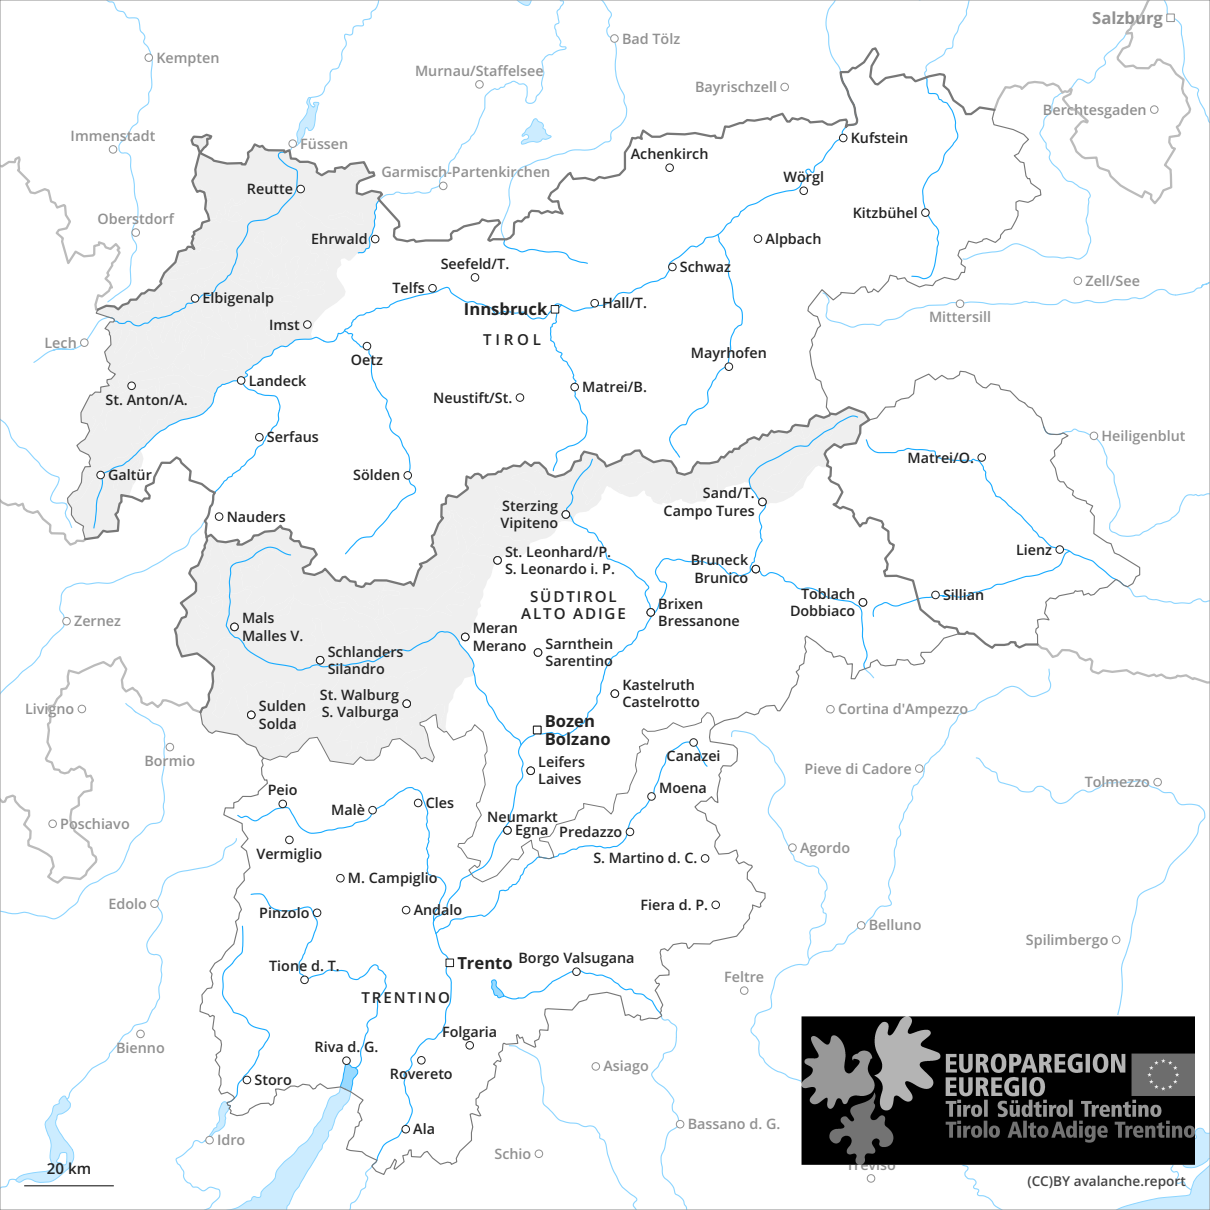 Salzburg
Bad Tölz
Kempten
Murnau/Staffelsee
Bayrischzell
Berchtesgaden
Immenstadt
Füssen
Kufstein
Achenkirch
Garmisch-Partenkirchen
Wörgl
Reutte
Oberstdorf
Kitzbühel
Ehrwald
Alpbach
Seefeld/T.
Schwaz
Zell/See
Telfs
Elbigenalp
Hall/T.
Innsbruck
Mittersill
Imst
TIROL
Lech
Mayrhofen
Oetz
Landeck
Matrei/B.
St. Anton/A.
Neustift/St.
Serfaus
Heiligenblut
Matrei/O.
Galtür
Sölden
Sand/T.
Campo Tures
Sterzing
Vipiteno
Nauders
Lienz
St. Leonhard/P.
S. Leonardo i. P.
Bruneck
Brunico
SÜDTIROL
ALTO ADIGE
Toblach
Dobbiaco
Sillian
Brixen
Bressanone
Zernez
Mals
Malles V.
Meran
Merano
Sarnthein
Sarentino
Schlanders
Silandro
Kastelruth
Castelrotto
St. Walburg
S. Valburga
Sulden
Solda
Livigno
Cortina d'Ampezzo
Bozen
Bolzano
Canazei
Bormio
Leifers
Laives
Pieve di Cadore
Tolmezzo
Peio
Moena
Malè
Cles
Neumarkt
Egna
Predazzo
Poschiavo
Vermiglio
S. Martino d. C.
Agordo
M. Campiglio
Edolo
Pinzolo
Andalo
Fiera d. P.
Belluno
Spilimbergo
Borgo Valsugana
Trento
Tione d. T.
Feltre
TRENTINO
Folgaria
Bienno
Riva d. G.
Rovereto
Asiago
Storo
EUROPAREGION
EUREGIO
Tirol Südtirol Trentino
Tirolo Alto Adige Trentino
Ala
Bassano d. G.
Idro
Schio
Treviso
20 km
(CC)BY avalanche.report